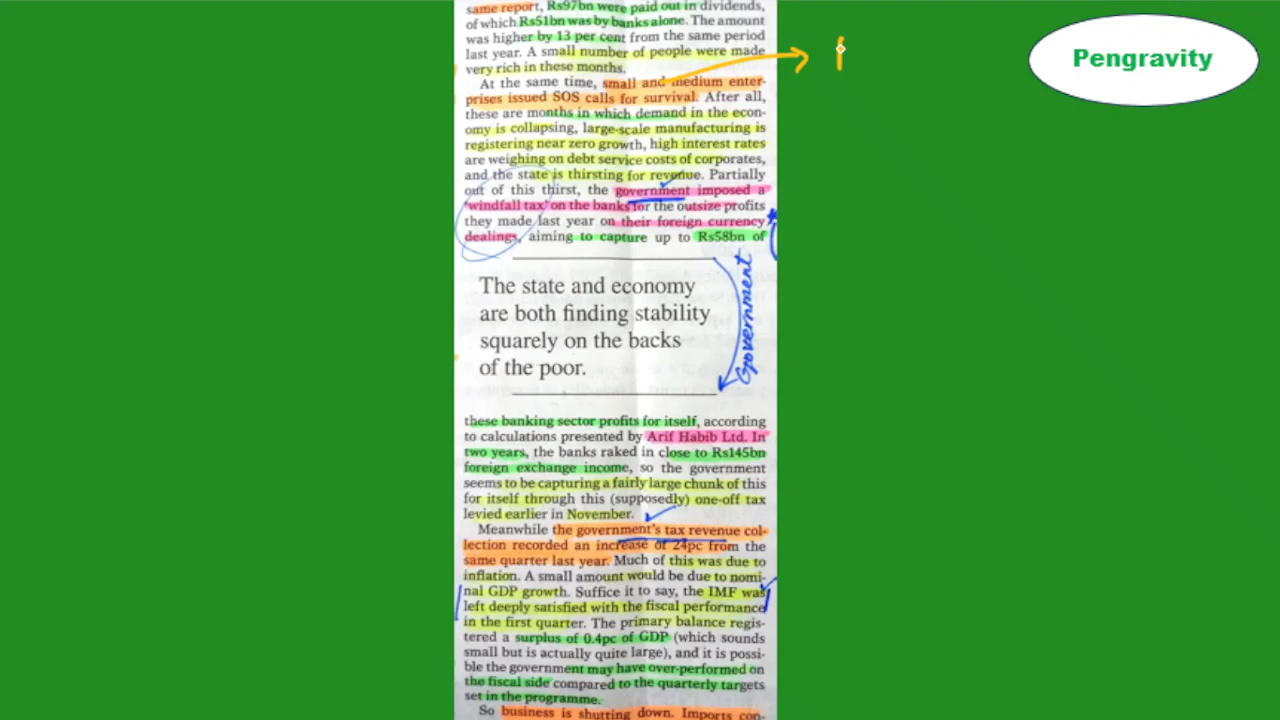 same report, Rs97bn were paid out in dividends,
of which Rs51bn was by banks alone. The amount
was higher by 13 per cent from the same period
last year. A small number of people were made
very rich in these months.
At the same time, small and medium enter-
prises issued SOS calls for survival. After all,
these are months in which demand in the econ-
omy is collapsing, large-scale manufacturing is
registering near zero growth, high interest rates
are weighing on debt service costs of corporates,
and the state is thirsting for revenue. Partially
out of this thirst, the government imposed a
'windfall tax' on the banks for the outsize profits
they made last year on their foreign currency
dealings, aiming to capture up to Rs58bn of
The state and economy
are both finding stability
squarely on the backs
of the poor.
Government
these banking sector profits for itself, according
to calculations presented by Arif Habib Ltd. In
two years, the banks raked in close to Rs145bn
foreign exchange income, so the government
seems to be capturing a fairly large chunk of this
for itself through this (supposedly) one-off tax
levied earlier in November.
Meanwhile the government's tax revenue col-
lection recorded an increase of 24pc from the
same quarter last year. Much of this was due to
inflation. A small amount would be due to nomi-
nal GDP growth. Suffice it to say, the IMF was
left deeply satisfied with the fiscal performance
in the first quarter. The primary balance regis-
tered a surplus of 0.4pc of GDP (which sounds
small but is actually quite large), and it is possi-
ble the government may have over-performed on
the fiscal side compared to the quarterly targets
set in the programme.
So business is shutting down. Imports con-
Pengravity